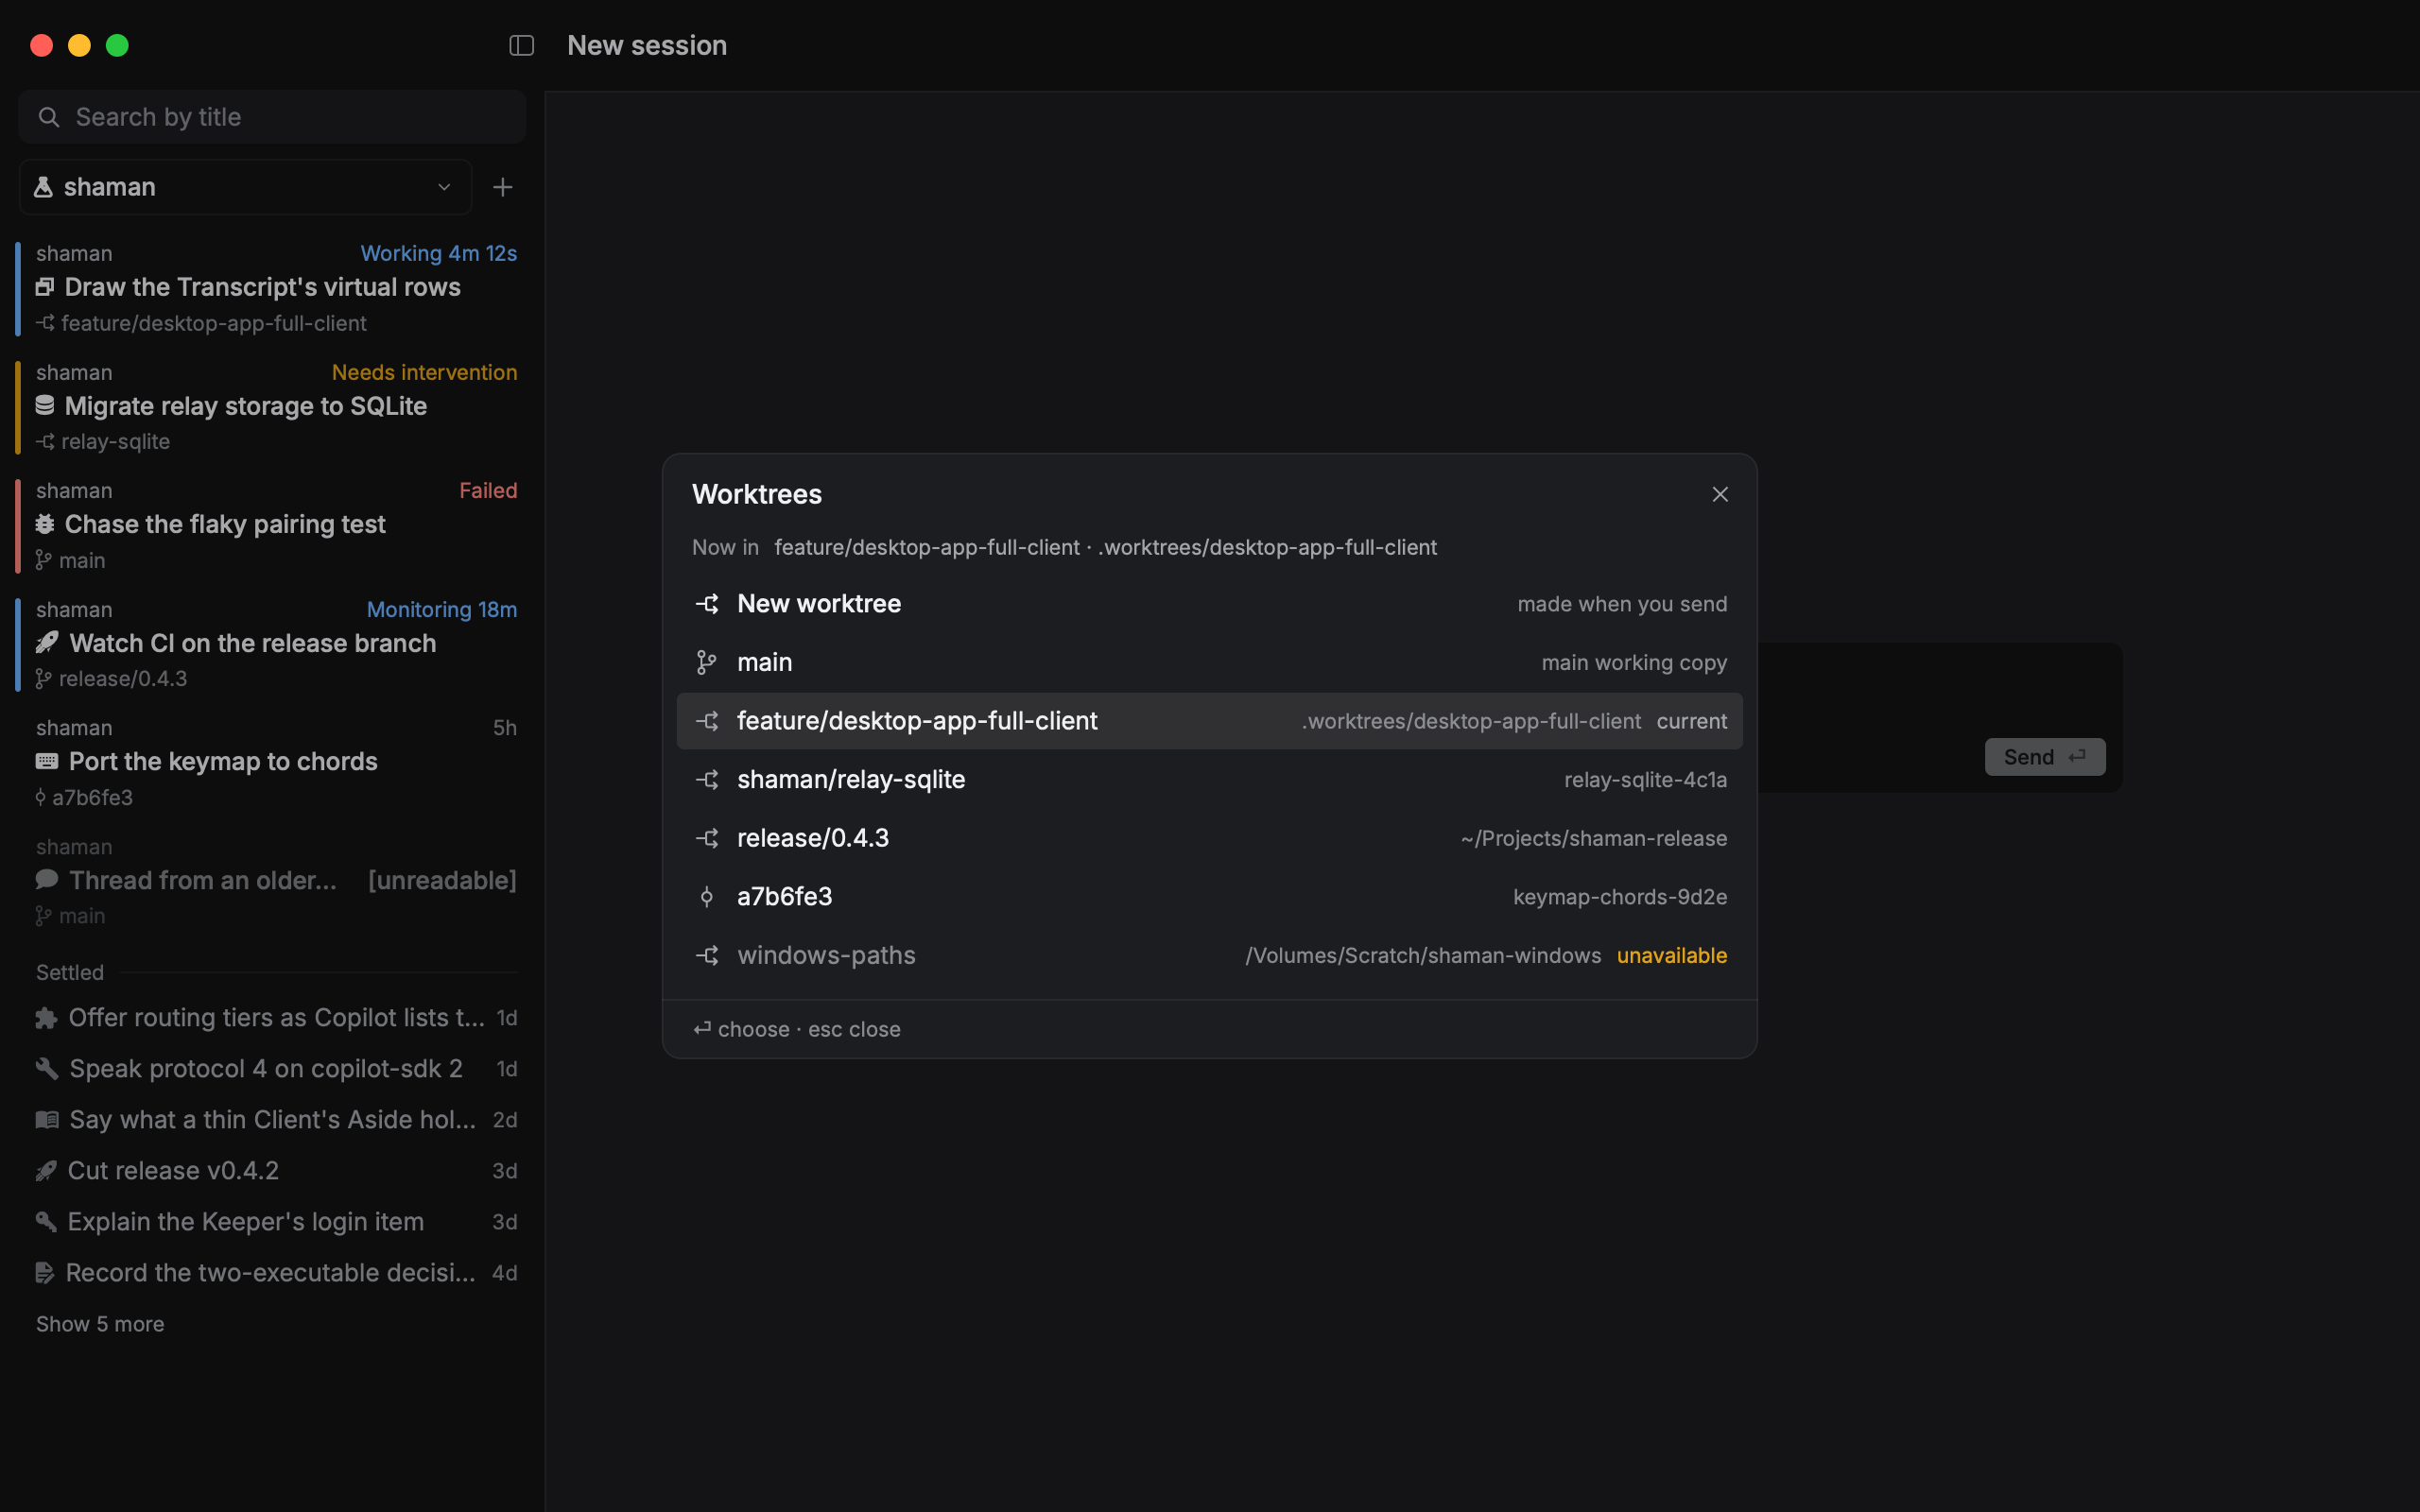 New session
Search by title
shaman
shaman Working 4m 12s
Draw the Transcript's virtual rows
feature/desktop-app-full-client
shaman Needs intervention
Migrate relay storage to SQLite
relay-sqlite
shaman Failed
Chase the flaky pairing test
main
shaman Monitoring 18m
Watch CI on the release branch
release/0.4.3
shaman 5h
Port the keymap to chords
a7b6fe3
shaman
Thread from an older... [unreadable]
main
Settled
Offer routing tiers as Copilot lists t... 1d
Speak protocol 4 on copilot-sdk 2 1d
Say what a thin Client's Aside hol... 2d
Cut release v0.4.2 3d
Explain the Keeper's login item 3d
Record the two-executable decisi... 4d
Show 5 more
Worktrees
Now in feature/desktop-app-full-client · .worktrees/desktop-app-full-client
New worktree made when you send
main main working copy
feature/desktop-app-full-client .worktrees/desktop-app-full-client current
shaman/relay-sqlite relay-sqlite-4c1a
release/0.4.3 ~/Projects/shaman-release
a7b6fe3 keymap-chords-9d2e
windows-paths /Volumes/Scratch/shaman-windows unavailable
↵ choose · esc close
Send ↵